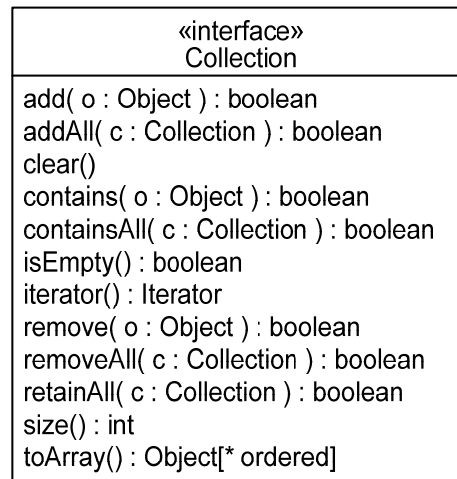 «interface»
Collection
add( o : Object ) : boolean
addAll( c : Collection ) : boolean
clear()
contains( o : Object ) : boolean
containsAll( c : Collection ) : boolean
isEmpty() : boolean
iterator() : Iterator
remove( o : Object ) : boolean
removeAll( c : Collection ) : boolean
retainAll( c : Collection ) : boolean
size() : int
toArray() : Object[* ordered]